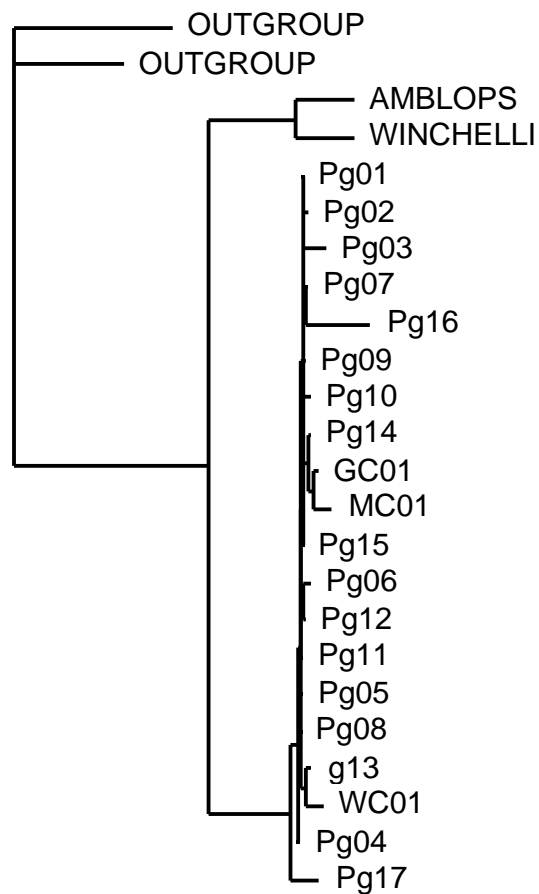 OUTGROUP
OUTGROUP
AMBLOPS
WINCHELLI
Pg01
Pg02
Pg03
Pg07
Pg16
Pg09
Pg10
Pg14
GC01
MC01
Pg15
Pg06
Pg12
Pg11
Pg05
Pg08
g13
WC01
Pg04
Pg17